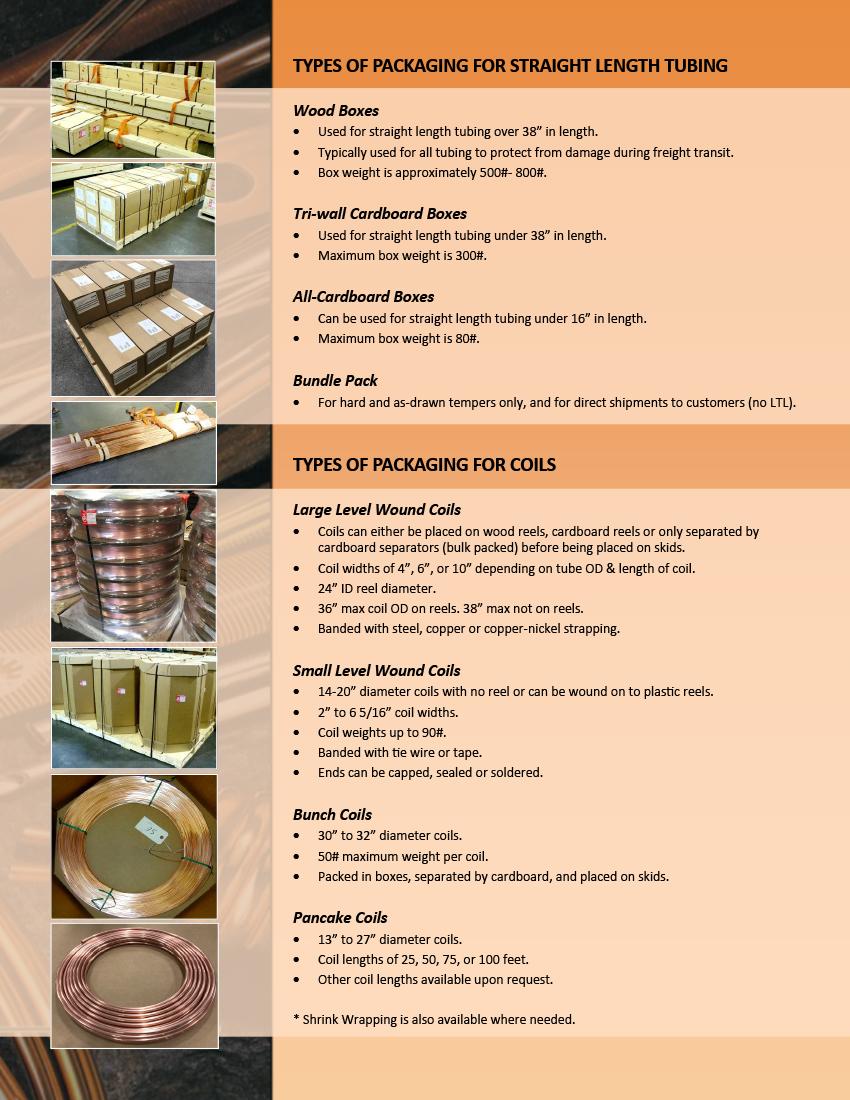 TYPES OF PACKAGING FOR STRAIGHT LENGTH TUBING
Wood Boxes
• Used for straight length tubing over 38” in length.
• Typically used for all tubing to protect from damage during freight transit.
• Box weight is approximately 500#- 800#.
Tri-wall Cardboard Boxes
• Used for straight length tubing under 38” in length.
• Maximum box weight is 300#.
All-Cardboard Boxes
• Can be used for straight length tubing under 16” in length.
• Maximum box weight is 80#.
Bundle Pack
• For hard and as-drawn tempers only, and for direct shipments to customers (no LTL).
TYPES OF PACKAGING FOR COILS
Large Level Wound Coils
• Coils can either be placed on wood reels, cardboard reels or only separated by
cardboard separators (bulk packed) before being placed on skids.
• Coil widths of 4”, 6”, or 10” depending on tube OD & length of coil.
• 24” ID reel diameter.
• 36” max coil OD on reels. 38” max not on reels.
• Banded with steel, copper or copper-nickel strapping.
Small Level Wound Coils
• 14-20” diameter coils with no reel or can be wound on to plastic reels.
• 2” to 6 5/16” coil widths.
• Coil weights up to 90#.
• Banded with tie wire or tape.
• Ends can be capped, sealed or soldered.
Bunch Coils
• 30” to 32” diameter coils.
• 50# maximum weight per coil.
• Packed in boxes, separated by cardboard, and placed on skids.
Pancake Coils
• 13” to 27” diameter coils.
• Coil lengths of 25, 50, 75, or 100 feet.
• Other coil lengths available upon request.
* Shrink Wrapping is also available where needed.